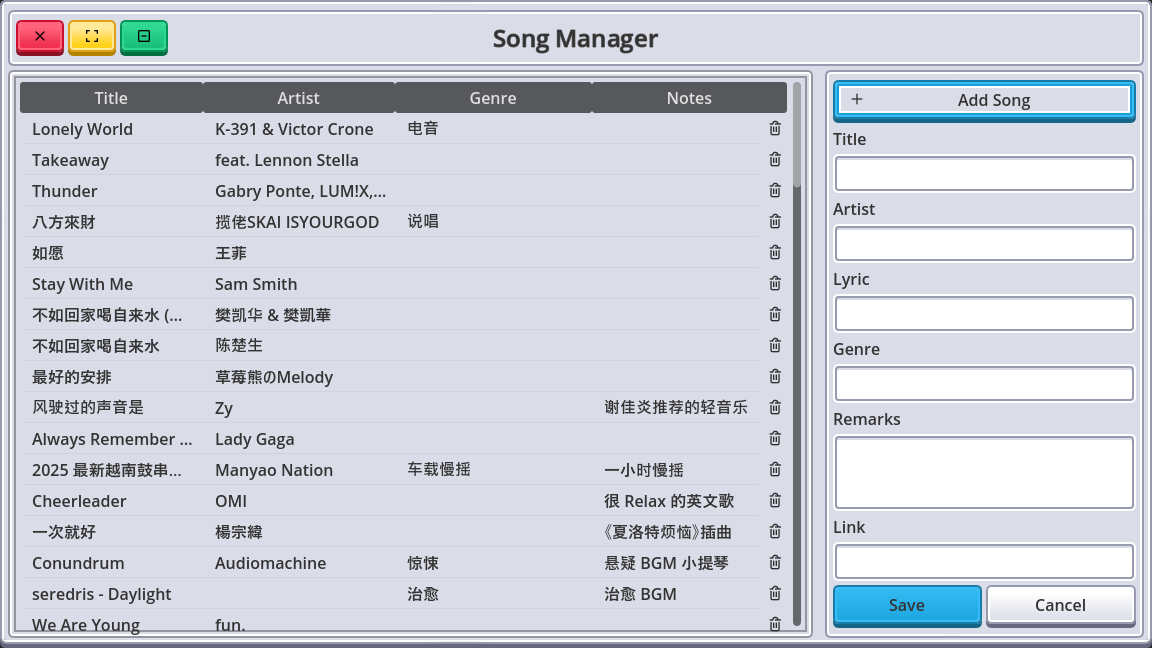 Song Manager
Title Artist Genre Notes
Lonely World K-391 & Victor Crone 电音
Takeaway feat. Lennon Stella
Thunder Gabry Ponte, LUM!X,...
八方來財 揽佬SKAI ISYOURGOD 说唱
如愿 王菲
Stay With Me Sam Smith
不如回家喝自来水 (... 樊凯华 & 樊凱華
不如回家喝自来水 陈楚生
最好的安排 草莓熊のMelody
风驶过的声音是 Zy 谢佳炎推荐的轻音乐
Always Remember ... Lady Gaga
2025 最新越南鼓串... Manyao Nation 车载慢摇 一小时慢摇
Cheerleader OMI 很 Relax 的英文歌
一次就好 楊宗緯 《夏洛特烦恼》插曲
Conundrum Audiomachine 惊悚 悬疑 BGM 小提琴
seredris - Daylight 治愈 治愈 BGM
We Are Young fun.
Add Song
Title
Artist
Lyric
Genre
Remarks
Link
Save Cancel